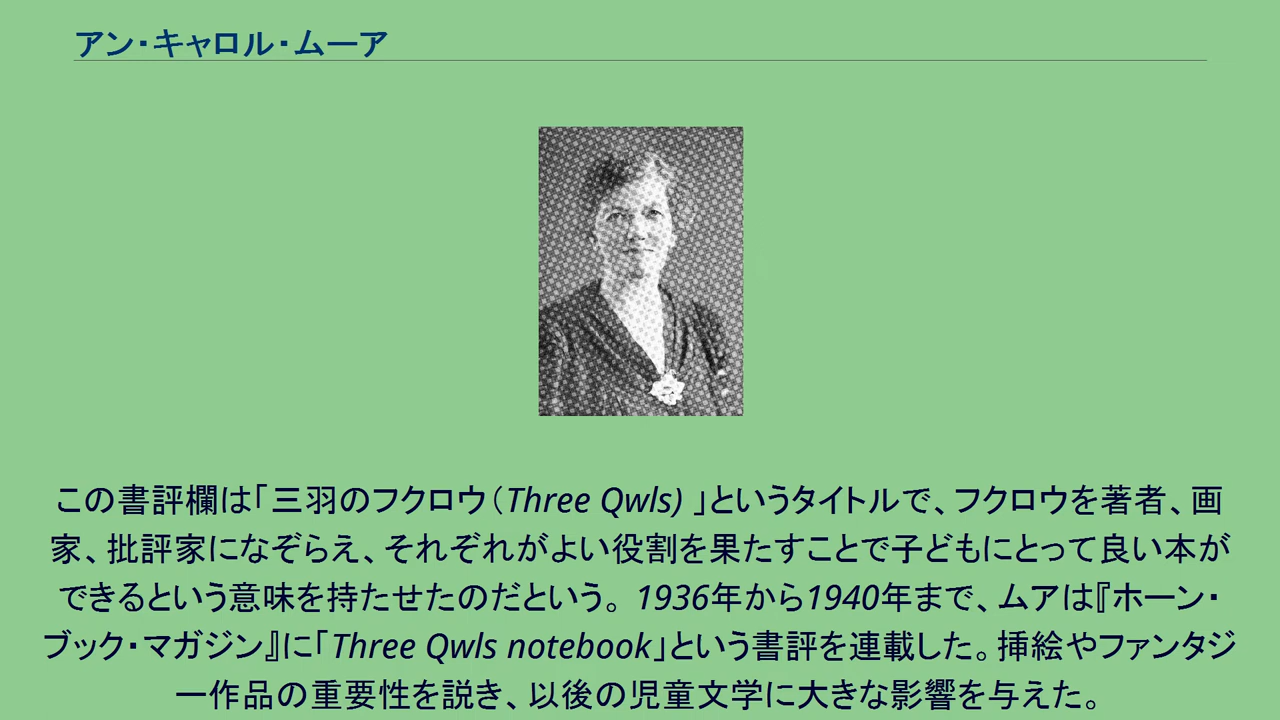 アン・キャロル・ムーア
この書評欄は「三羽のフクロウ（Three Qwls) 」というタイトルで、フクロウを著者、画
家、批評家になぞらえ、それぞれがよい役割を果たすことで子どもにとって良い本が
できるという意味を持たせたのだという。1936年から1940年まで、ムアは『ホーン・
ブック・マガジン』に「Three Qwls notebook」という書評を連載した。挿絵やファンタジ
ー作品の重要性を説き、以後の児童文学に大きな影響を与えた。